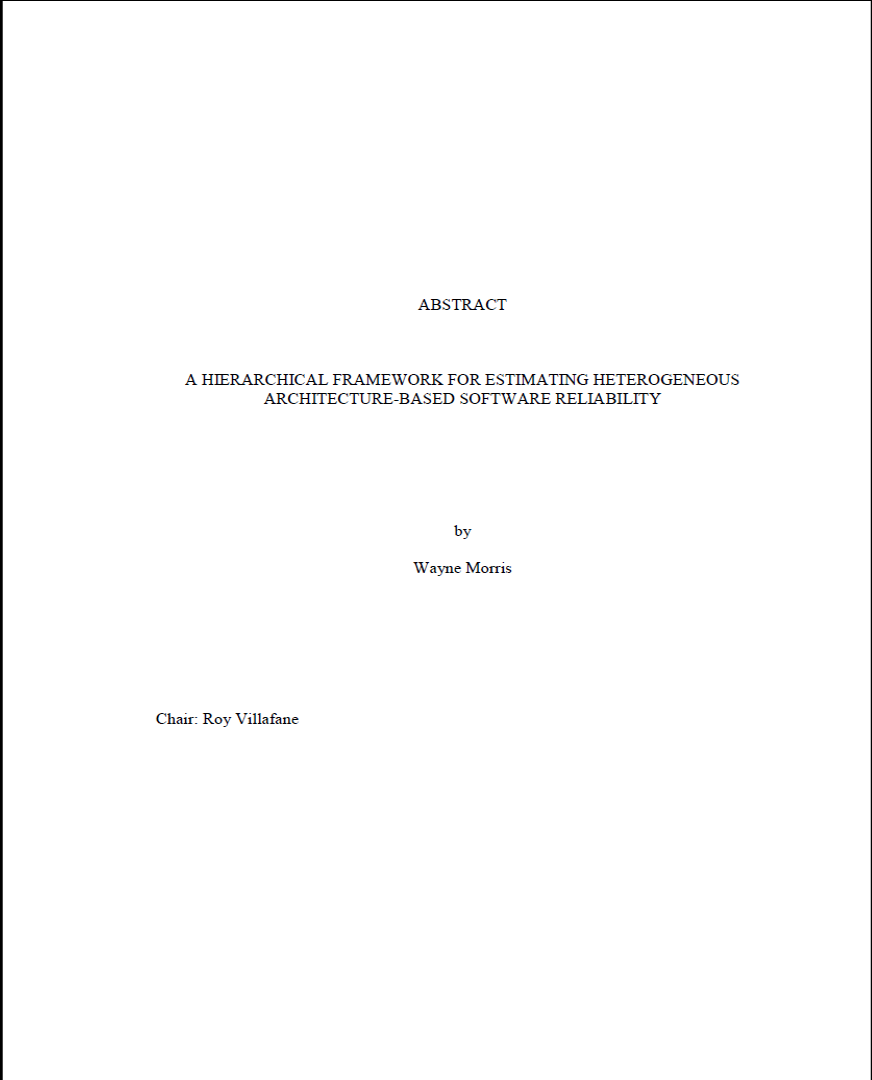 ABSTRACT
A HIERARCHICAL FRAMEWORK FOR ESTIMATING HETEROGENEOUS
ARCHITECTURE-BASED SOFTWARE RELIABILITY
by
Wayne Morris
Chair: Roy Villafane